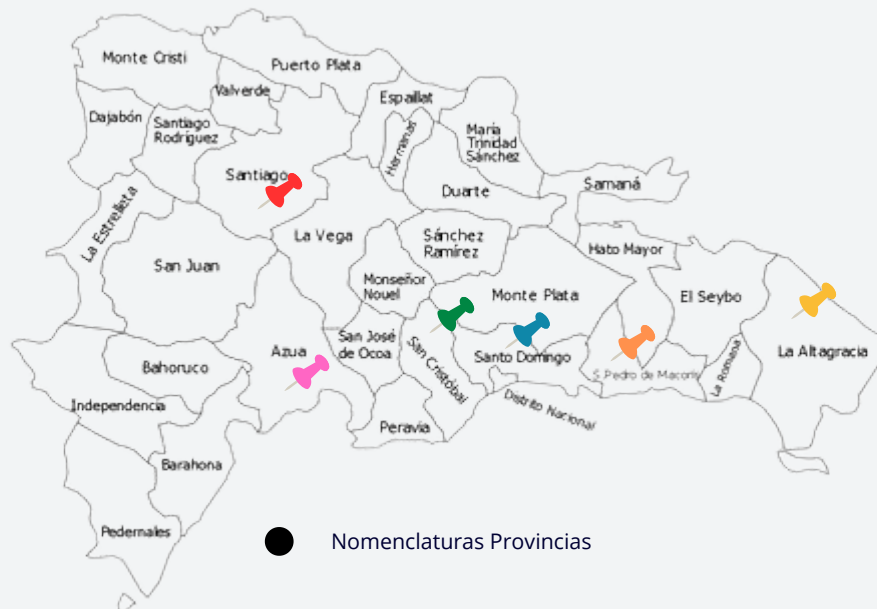 Monte Cristi
Puerto Plata
Valverde
Espaillat
Dajabón
Santiago
Rodríguez
Hermanas
María
Trinidad
Sánchez
Santiago
Duarte
Samaná
La Estrelleta
La Vega
Sánchez
Ramírez
Hato Mayor
San Juan
Monseñor
Nouel
Monte Plata
El Seybo
Azua
San José
de Ocoa
San Cristóbal
Santo Domingo
La Altagracia
Bahoruco
S. Pedro de Macorís
La Romana
Independencia
Distrito Nacional
Peravia
Barahona
Pedernales
Nomenclaturas Provincias